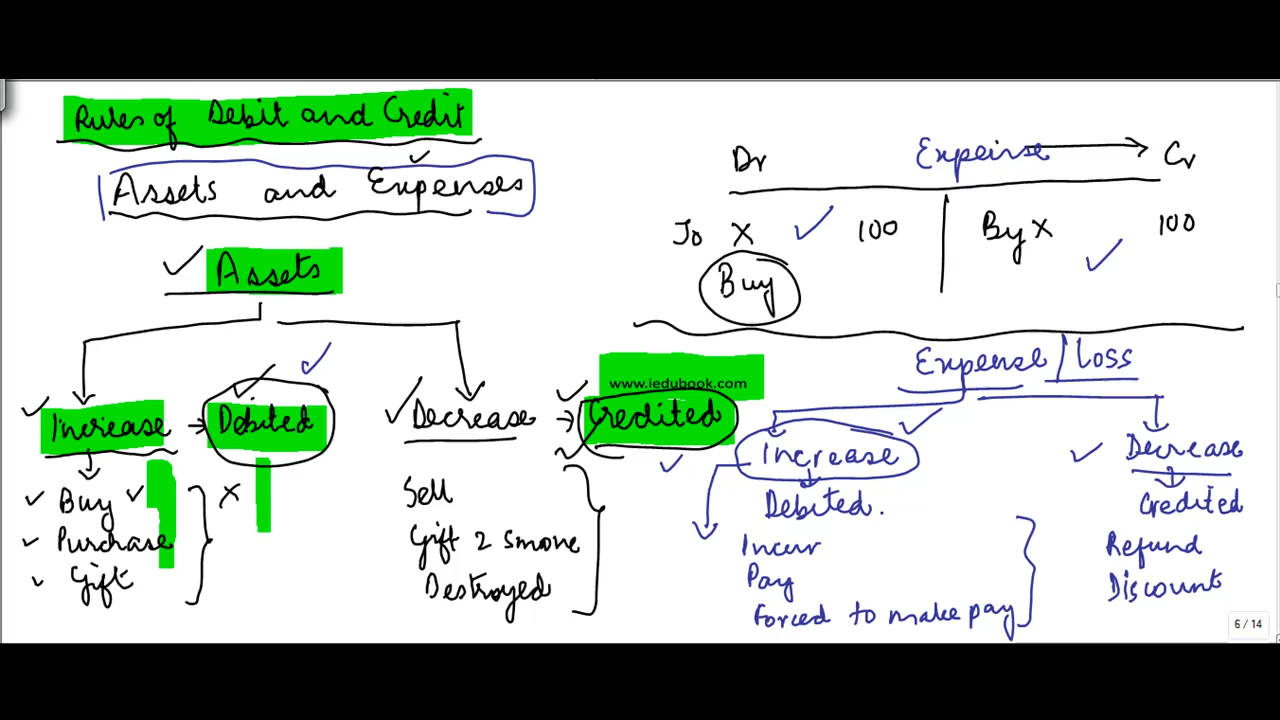 Rules of Debit and Credit
Assets and Expenses
Assets
Increase → Debited
Buy
Purchase
Gift
X
Decrease → Credited
Sell
Gift 2 smone
Destroyed
www.iedubook.com
Dr Expense Cr
To X 100 By X 100
Buy
Expense / Loss
Increase
Debited.
Incur
Pay
Forced to make pay
Decrease
Credited
Refund
Discount
6 / 14